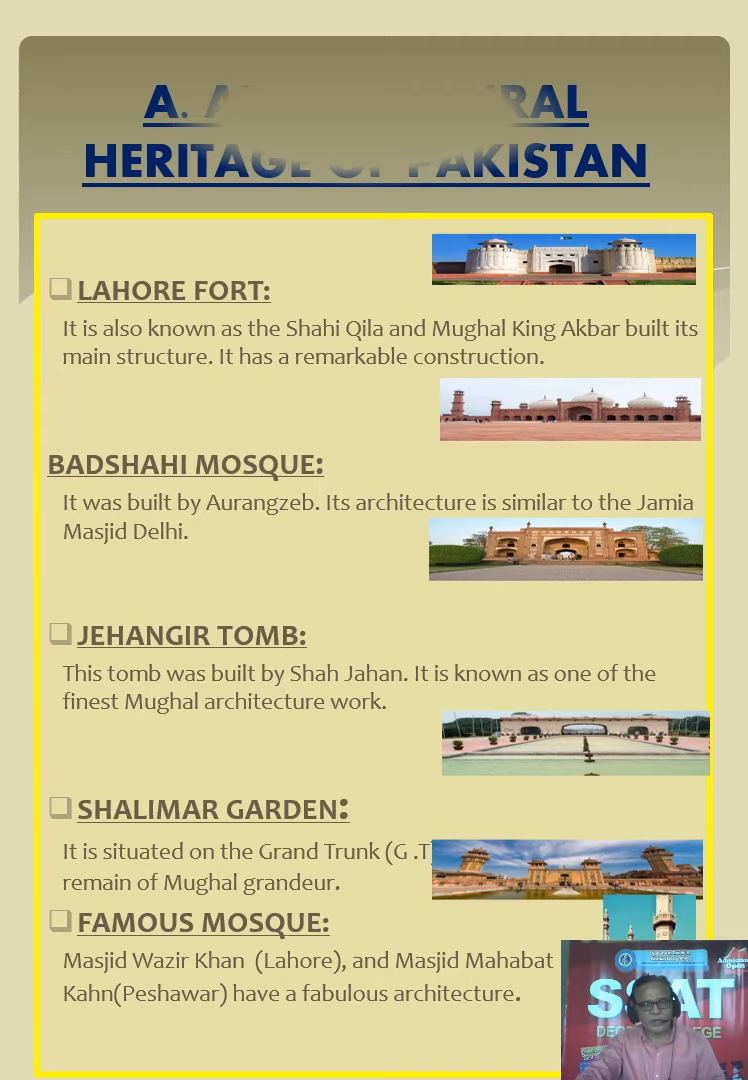 A. RAL
HERITAGE OF PAKISTAN
LAHORE FORT:
It is also known as the Shahi Qila and Mughal King Akbar built its
main structure. It has a remarkable construction.
BADSHAHI MOSQUE:
It was built by Aurangzeb. Its architecture is similar to the Jamia
Masjid Delhi.
JEHANGIR TOMB:
This tomb was built by Shah Jahan. It is known as one of the
finest Mughal architecture work.
SHALIMAR GARDEN:
It is situated on the Grand Trunk (G .T)
remain of Mughal grandeur.
FAMOUS MOSQUE:
Masjid Wazir Khan (Lahore), and Masjid Mahabat
Kahn(Peshawar) have a fabulous architecture.
Open